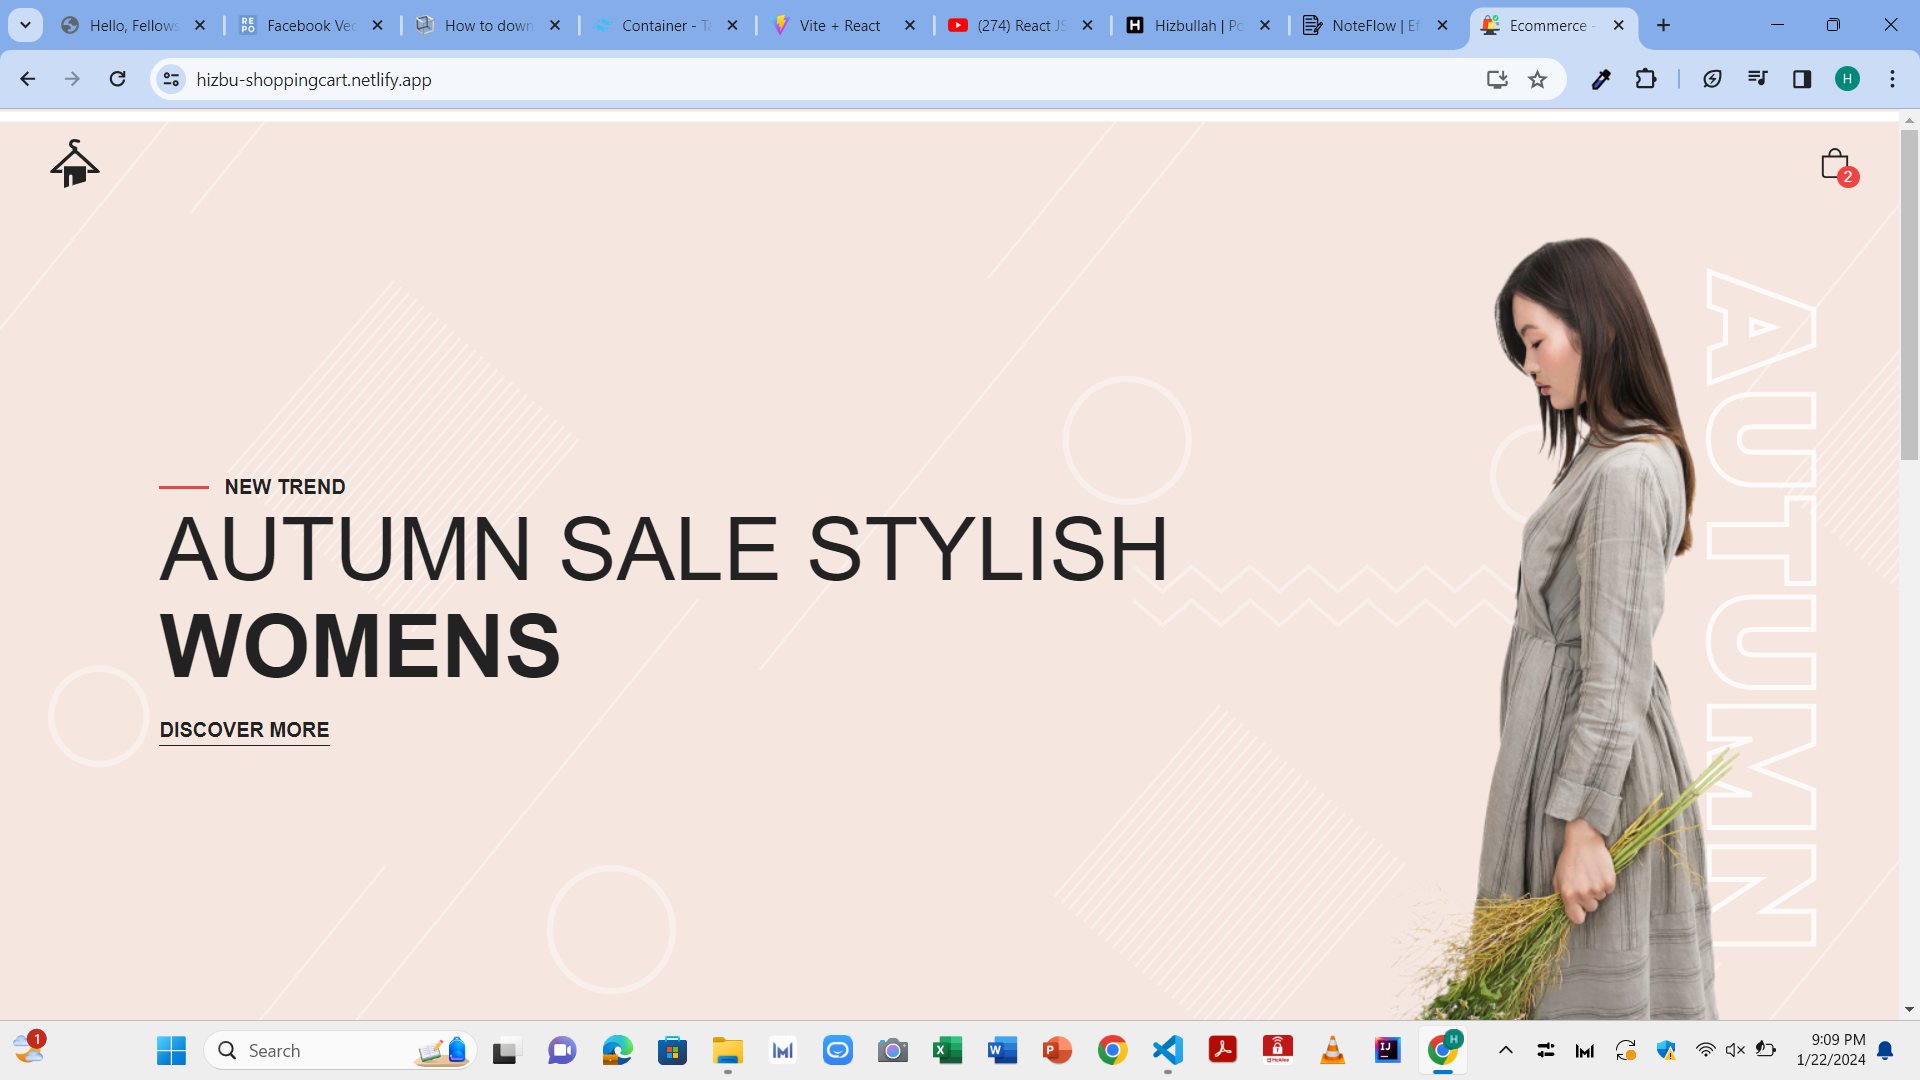 Hello, Fellows
Facebook Vec
How to down
Container - Ta
Vite + React
(274) React JS
Hizbullah | Po
NoteFlow | Ef
Ecommerce -
hizbu-shoppingcart.netlify.app
H
2
NEW TREND
AUTUMN SALE STYLISH
WOMENS
DISCOVER MORE
AUTUMN
1
Search
9:09 PM
1/22/2024